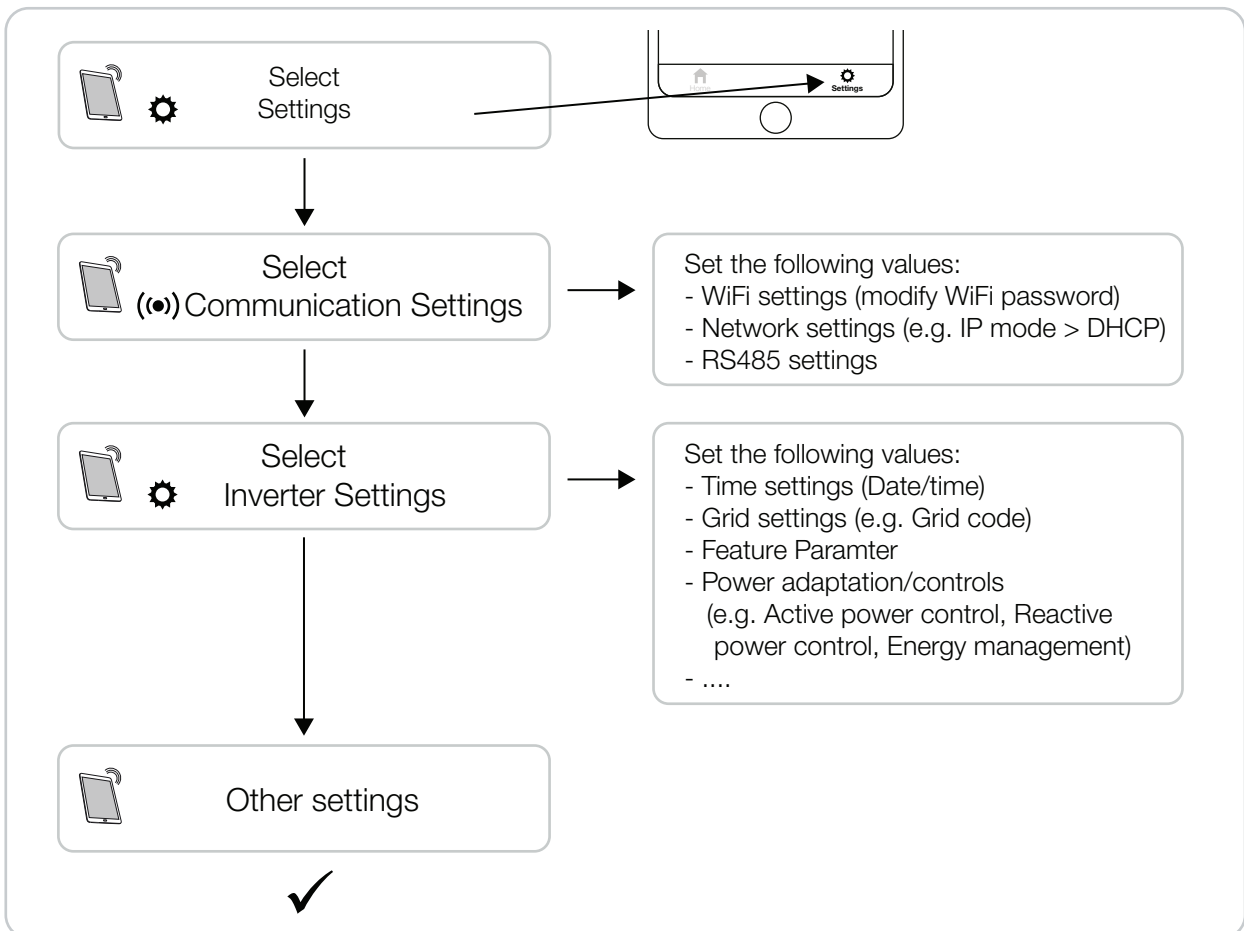 Select
Settings
Home
Settings
Select
Communication Settings
Set the following values:
- WiFi settings (modify WiFi password)
- Network settings (e.g. IP mode > DHCP)
- RS485 settings
Select
Inverter Settings
Set the following values:
- Time settings (Date/time)
- Grid settings (e.g. Grid code)
- Feature Paramter
- Power adaptation/controls
(e.g. Active power control, Reactive
power control, Energy management)
- ....
Other settings